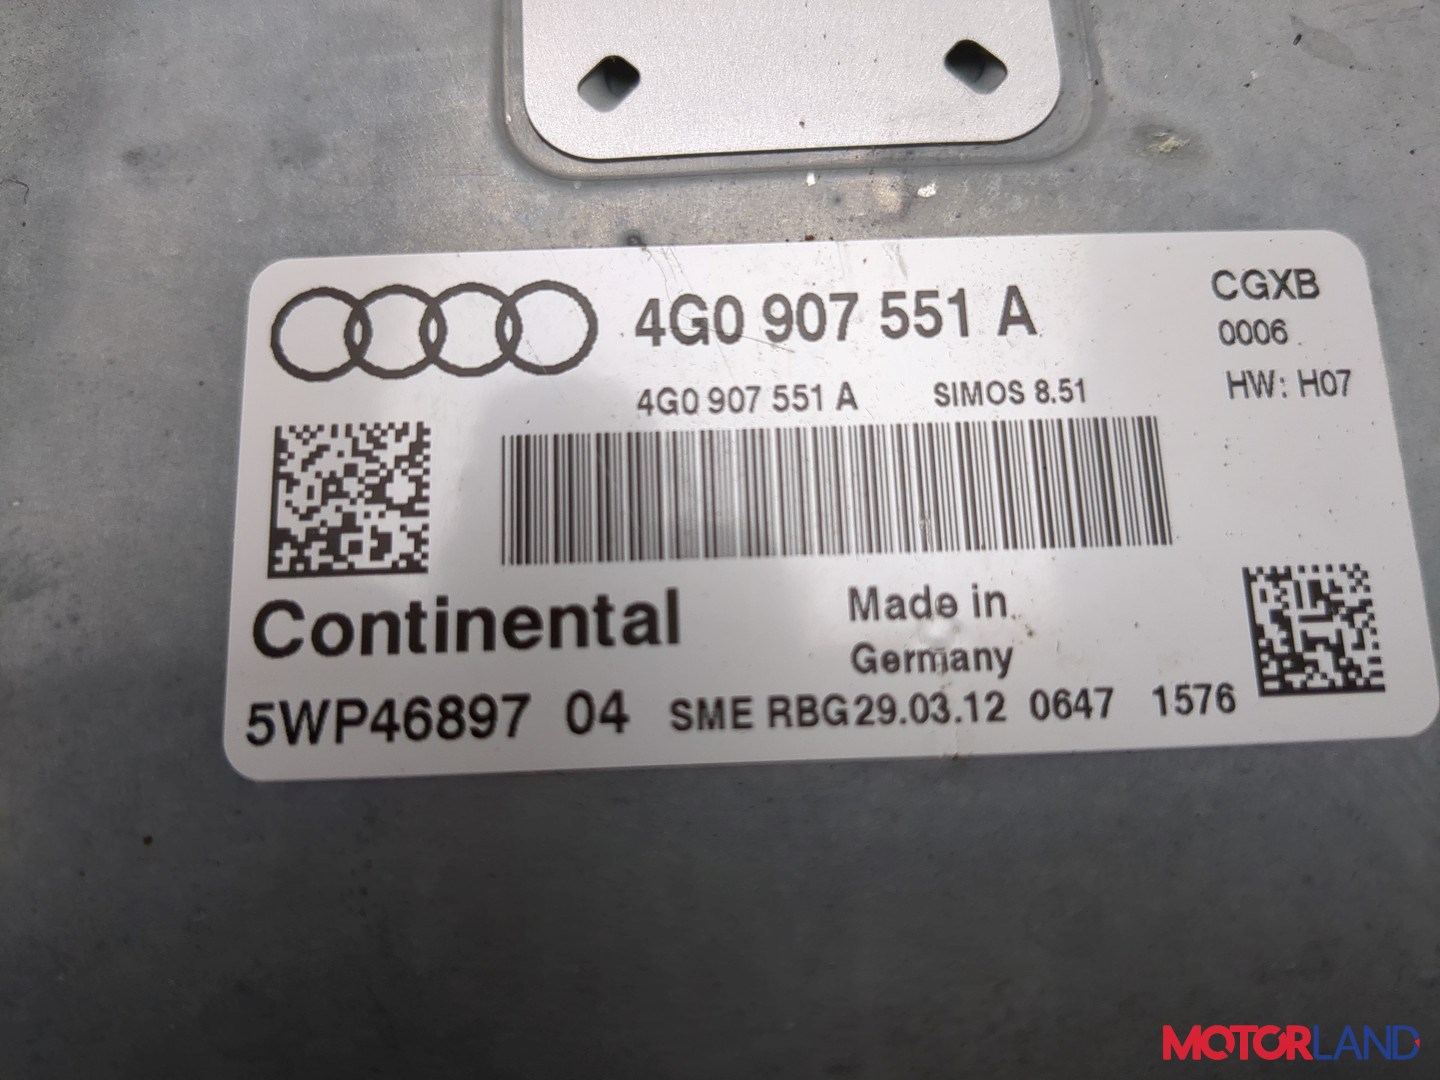 4G0 907 551 A
CGXB
0006
4G0 907 551 A SIMOS 8.51 HW: H07
Continental
Made in
Germany
5WP46897 04 SME RBG29.03.12 0647 1576
MOTORLAND